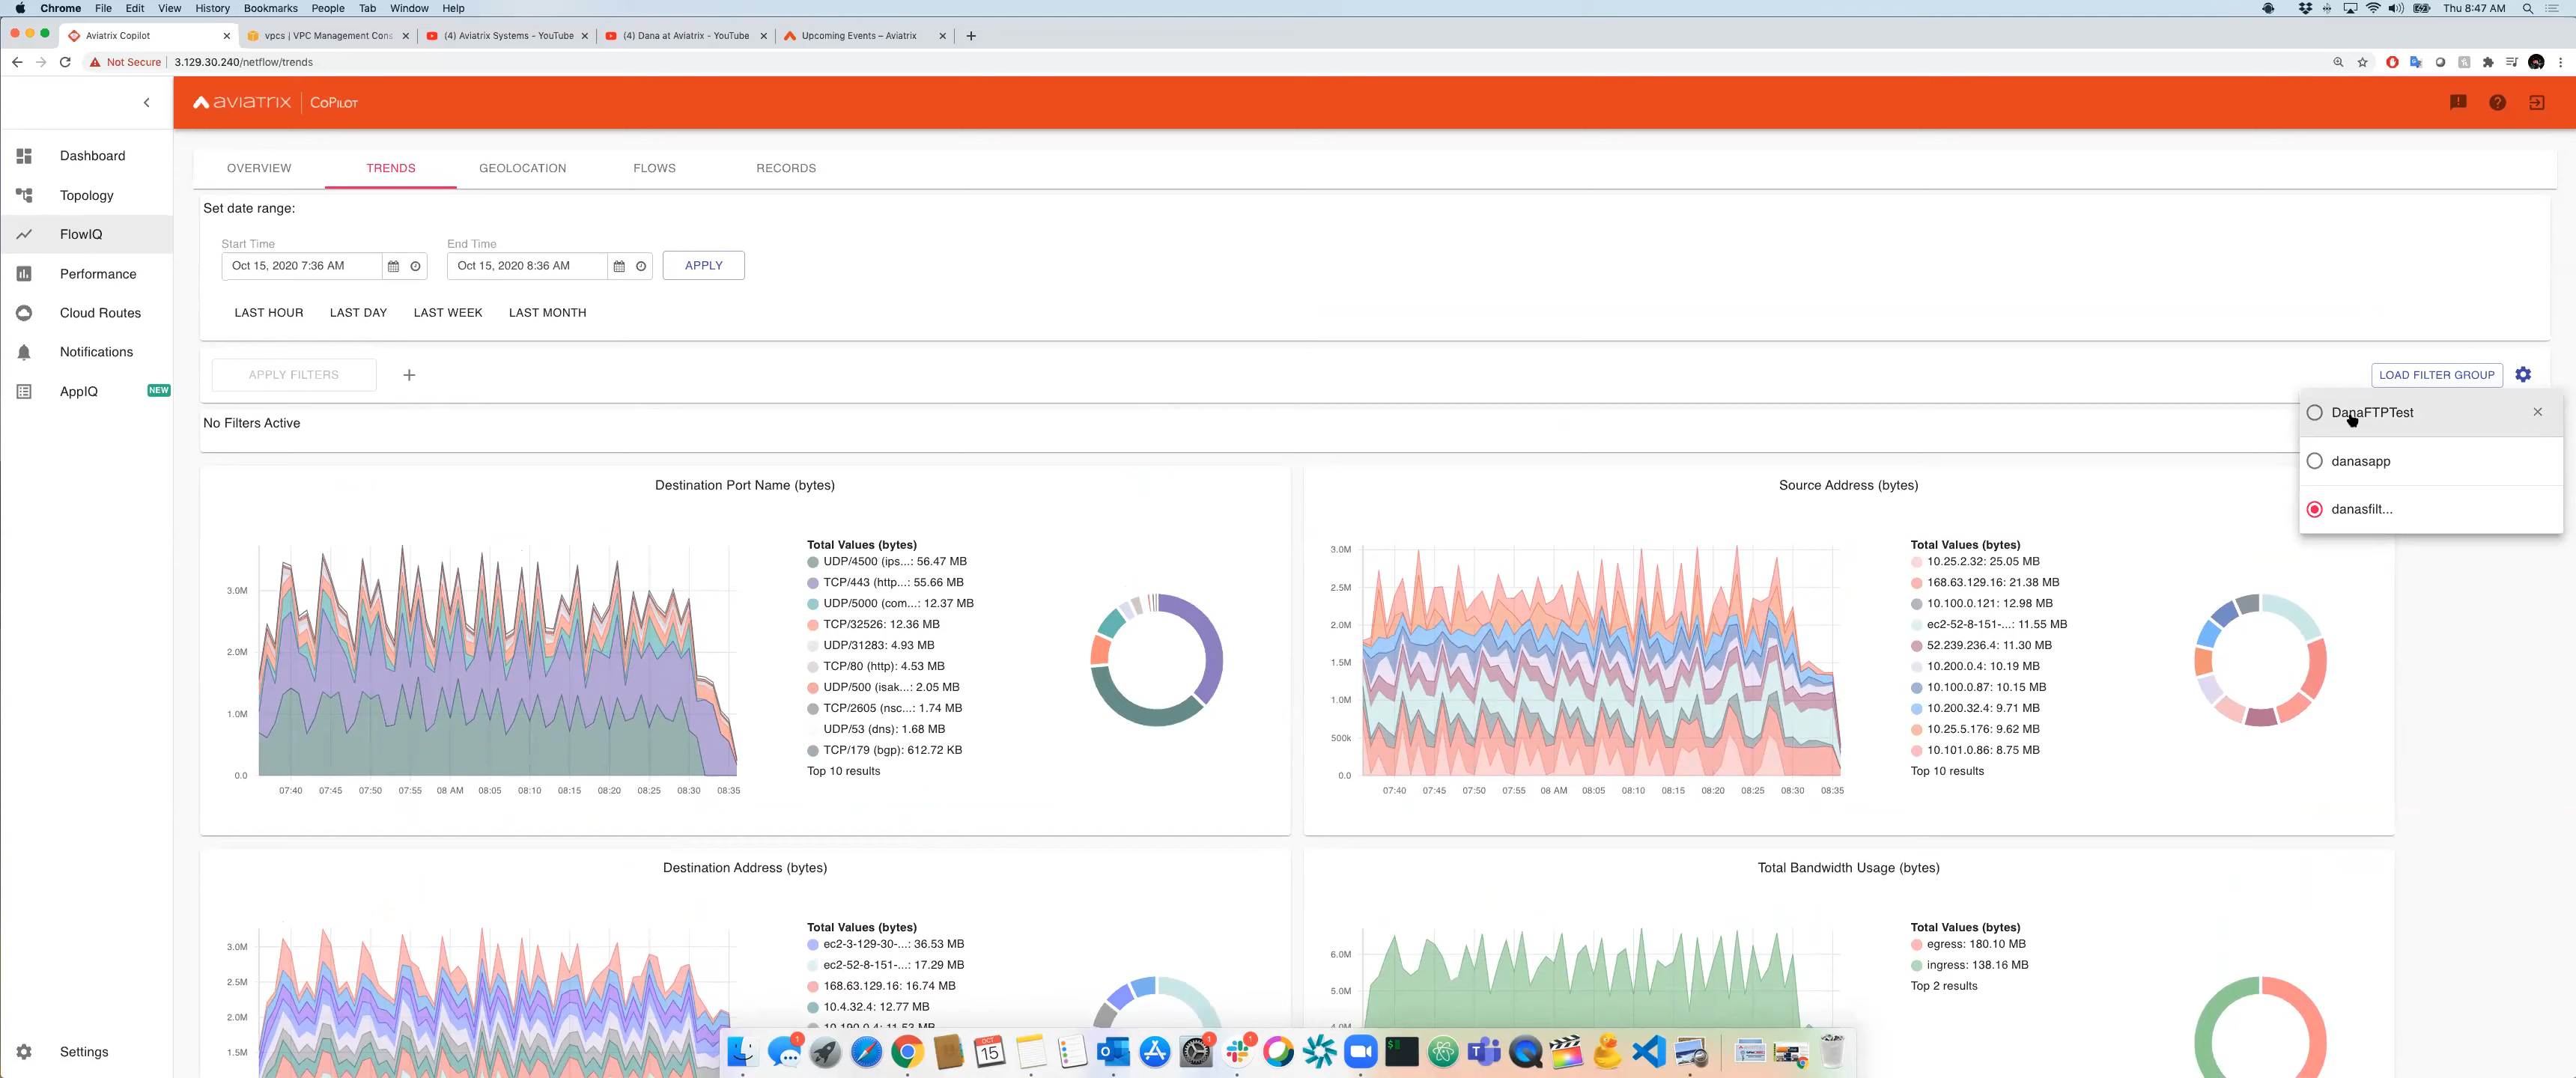 Chrome File Edit View History Bookmarks People Tab Window Help Thu 8:47 AM
Aviatrix Copilot vpcs | VPC Management Cons (4) Aviatrix Systems - YouTube (4) Dana at Aviatrix - YouTube Upcoming Events – Aviatrix
Not Secure 3.129.30.240/netflow/trends
AVIATRIX CoPilot
Dashboard
Topology
FlowIQ
Performance
Cloud Routes
Notifications
AppIQ NEW
Settings
OVERVIEW TRENDS GEOLOCATION FLOWS RECORDS
Set date range:
Start Time End Time
Oct 15, 2020 7:36 AM Oct 15, 2020 8:36 AM APPLY
LAST HOUR LAST DAY LAST WEEK LAST MONTH
APPLY FILTERS + LOAD FILTER GROUP
DanaFTPTest
danasapp
danasfilt...
No Filters Active
Destination Port Name (bytes)
3.0M
2.0M
1.0M
0.0
07:40 07:45 07:50 07:55 08 AM 08:05 08:10 08:15 08:20 08:25 08:30 08:35
Total Values (bytes)
UDP/4500 (ips...: 56.47 MB
TCP/443 (http...: 55.66 MB
UDP/5000 (com...: 12.37 MB
TCP/32526: 12.36 MB
UDP/31283: 4.93 MB
TCP/80 (http): 4.53 MB
UDP/500 (isak...: 2.05 MB
TCP/2605 (nsc...: 1.74 MB
UDP/53 (dns): 1.68 MB
TCP/179 (bgp): 612.72 KB
Top 10 results
Source Address (bytes)
3.0M
2.5M
2.0M
1.5M
1.0M
500k
0.0
07:40 07:45 07:50 07:55 08 AM 08:05 08:10 08:15 08:20 08:25 08:30 08:35
Total Values (bytes)
10.25.2.32: 25.05 MB
168.63.129.16: 21.38 MB
10.100.0.121: 12.98 MB
ec2-52-8-151-...: 11.55 MB
52.239.236.4: 11.30 MB
10.200.0.4: 10.19 MB
10.100.0.87: 10.15 MB
10.200.32.4: 9.71 MB
10.25.5.176: 9.62 MB
10.101.0.86: 8.75 MB
Top 10 results
Destination Address (bytes)
3.0M
2.5M
2.0M
1.5M
Total Values (bytes)
ec2-3-129-30-...: 36.53 MB
ec2-52-8-151-...: 17.29 MB
168.63.129.16: 16.74 MB
10.4.32.4: 12.77 MB
Total Bandwidth Usage (bytes)
6.0M
5.0M
Total Values (bytes)
egress: 180.10 MB
ingress: 138.16 MB
Top 2 results